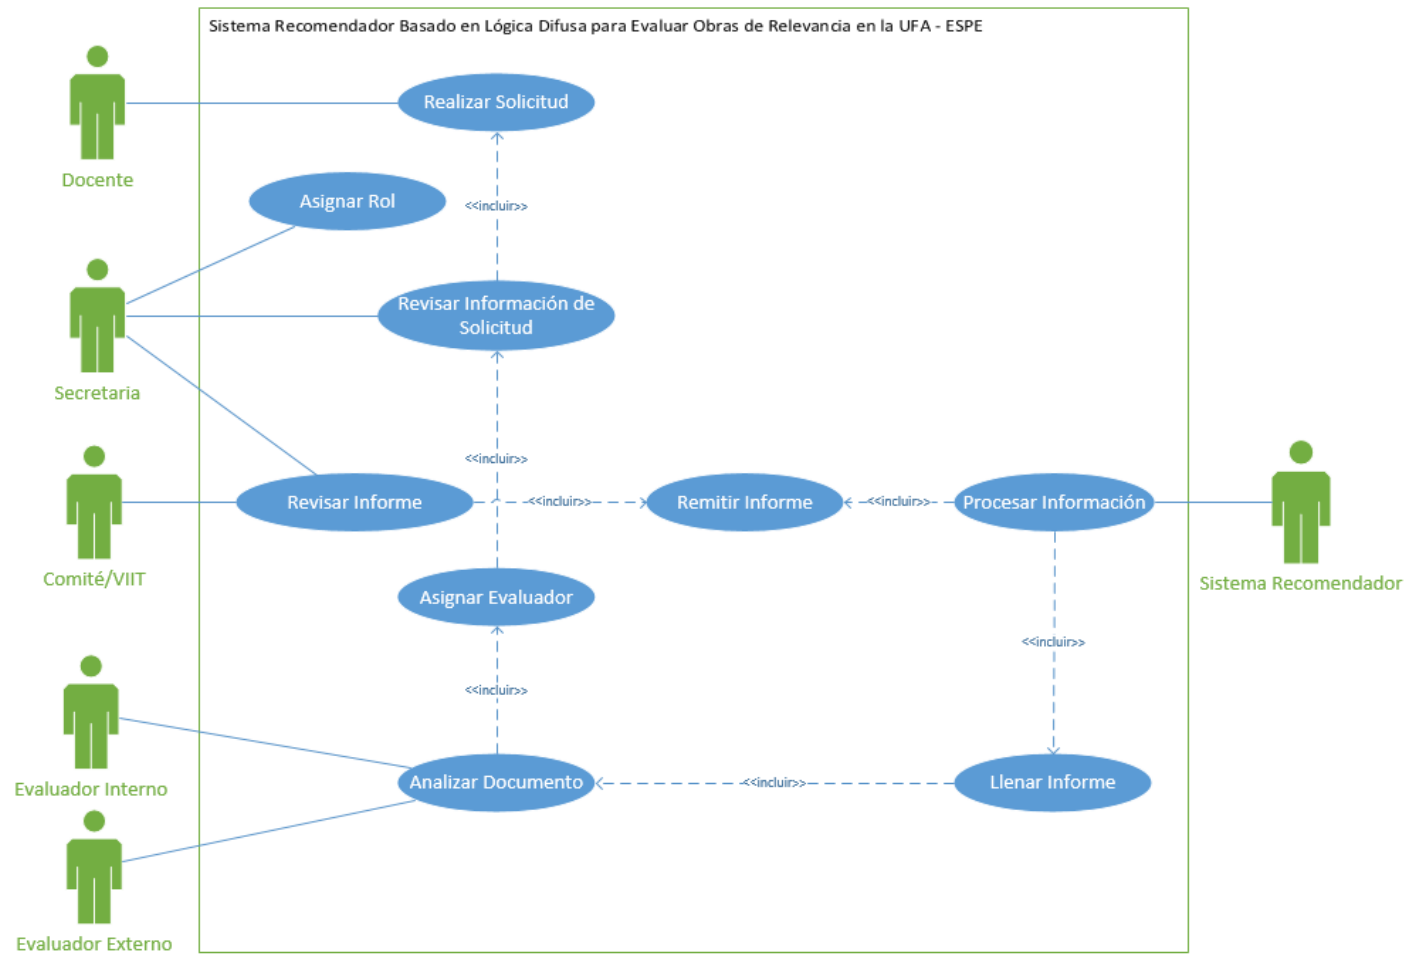 Sistema Recomendador Basado en Lógica Difusa para Evaluar Obras de Relevancia en la UFA - ESPE
Realizar Solicitud
Docente
Asignar Rol
<<incluir>>
Revisar Información de
Solicitud
Secretaria
<<incluir>>
Revisar Informe
<<incluir>>
Remitir Informe
<<incluir>>
Procesar Información
Comité/VIIT
Sistema Recomendador
Asignar Evaluador
<<incluir>>
<<incluir>>
Evaluador Interno
Analizar Documento
<<incluir>>
Llenar Informe
Evaluador Externo